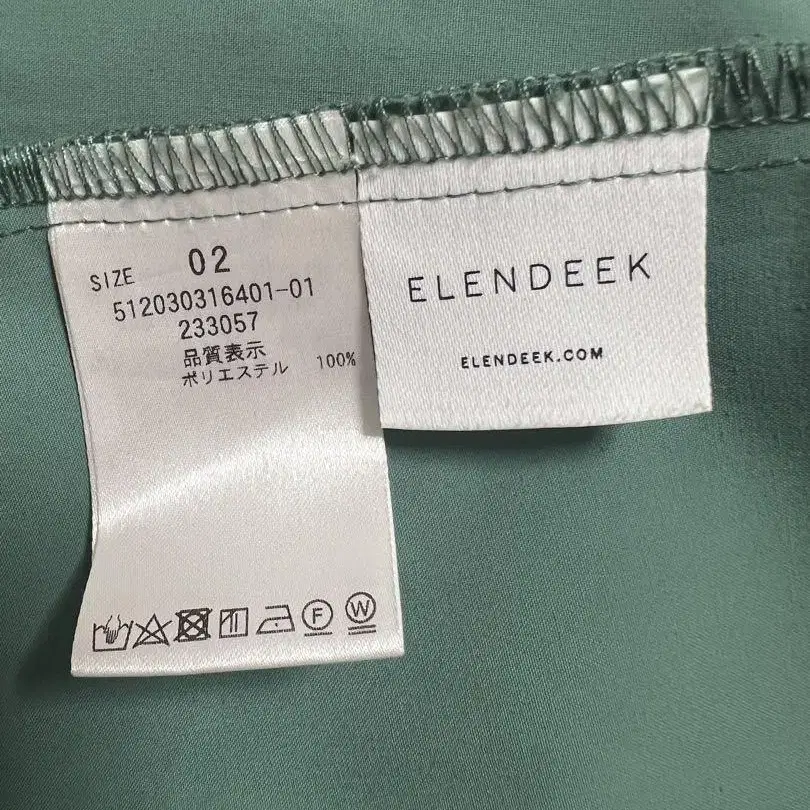 SIZE 02
512030316401-01
233057
品質表示
ポリエステル 100%
F W
ELENDEEK
ELENDEEK.COM